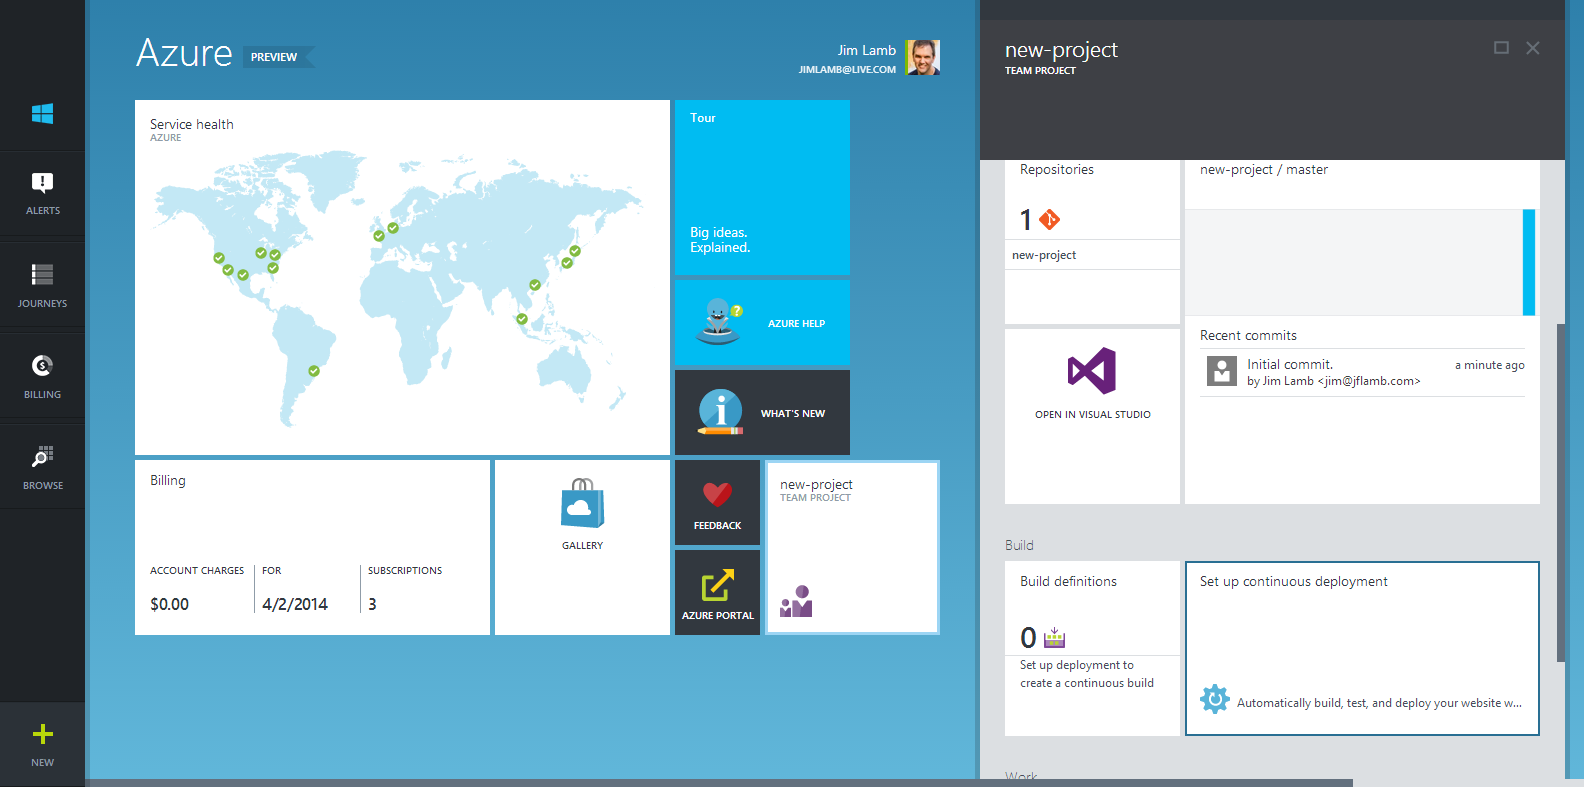 Azure
PREVIEW
Jim Lamb
JIMLAMB@LIVE.COM
ALERTS
JOURNEYS
BILLING
BROWSE
NEW
Service health
AZURE
Tour
Big ideas.
Explained.
AZURE HELP
WHAT'S NEW
Billing
ACCOUNT CHARGES
$0.00
FOR
4/2/2014
SUBSCRIPTIONS
3
GALLERY
FEEDBACK
AZURE PORTAL
new-project
TEAM PROJECT
new-project
TEAM PROJECT
Repositories
1
new-project
OPEN IN VISUAL STUDIO
new-project / master
Recent commits
Initial commit.
a minute ago
by Jim Lamb <jim@jflamb.com>
Build
Build definitions
0
Set up deployment to
create a continuous build
Set up continuous deployment
Automatically build, test, and deploy your website w...
Work